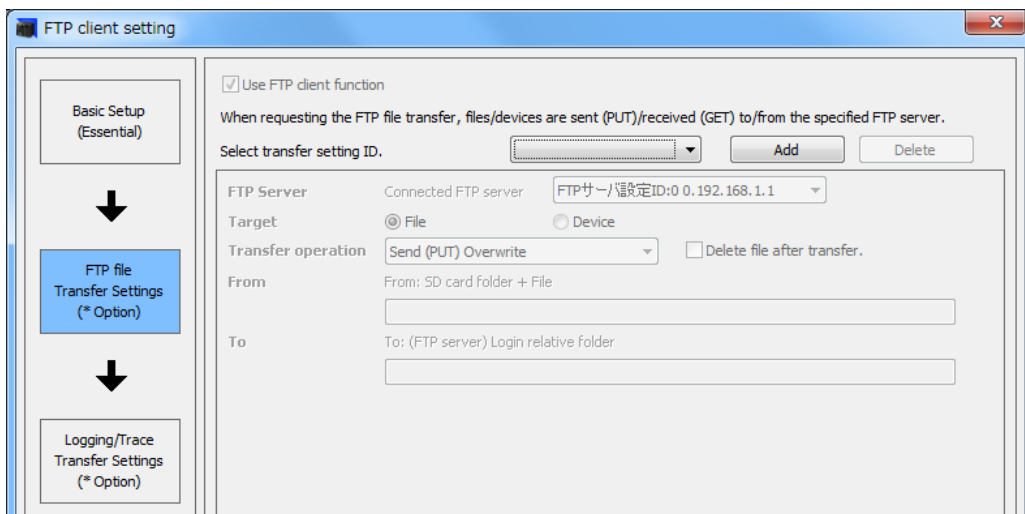 FTP client setting
Basic Setup
(Essential)
FTP file
Transfer Settings
(* Option)
Logging/Trace
Transfer Settings
(* Option)
Use FTP client function
When requesting the FTP file transfer, files/devices are sent (PUT)/received (GET) to/from the specified FTP server.
Select transfer setting ID.
Add
Delete
FTP Server Connected FTP server FTPサーバ設定ID:0 0.192.168.1.1
Target File Device
Transfer operation Send (PUT) Overwrite Delete file after transfer.
From From: SD card folder + File
To To: (FTP server) Login relative folder